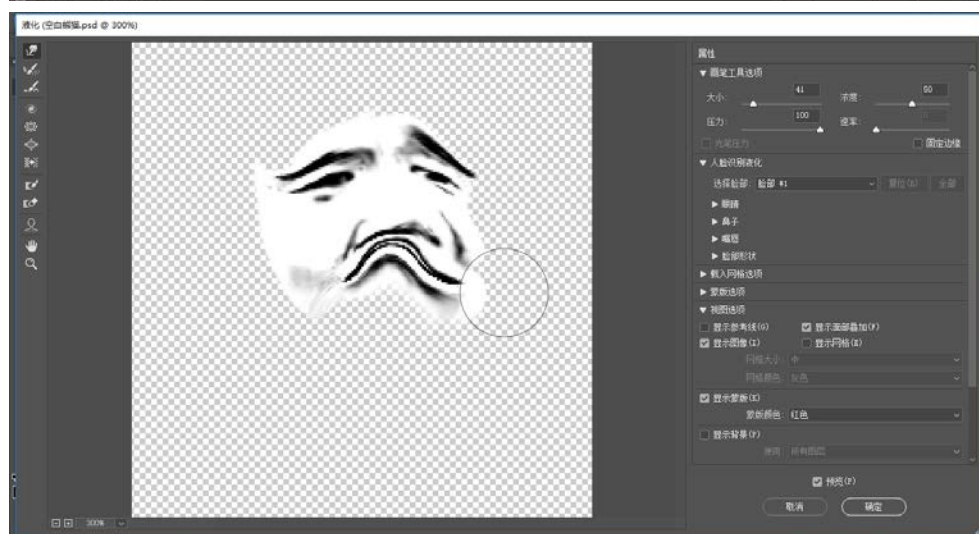 液化 (空白熊猫.psd @ 300%)
属性
▼ 画笔工具选项
大小: 41 浓度: 50
压力: 100 速率: 0
光笔压力 固定边缘
▼ 人脸识别液化
选择脸部: 脸部 #1 复位(R) 全部
▶ 眼睛
▶ 鼻子
▶ 嘴唇
▶ 脸部形状
▶ 载入网格选项
▶ 蒙版选项
▼ 视图选项
显示参考线(G) 显示面部叠加(F)
显示图像(I) 显示网格(E)
网格大小: 中
网格颜色: 灰色
显示蒙版(K)
蒙版颜色: 红色
显示背景(P)
使用: 所有图层
预览(P)
取消 确定
300%